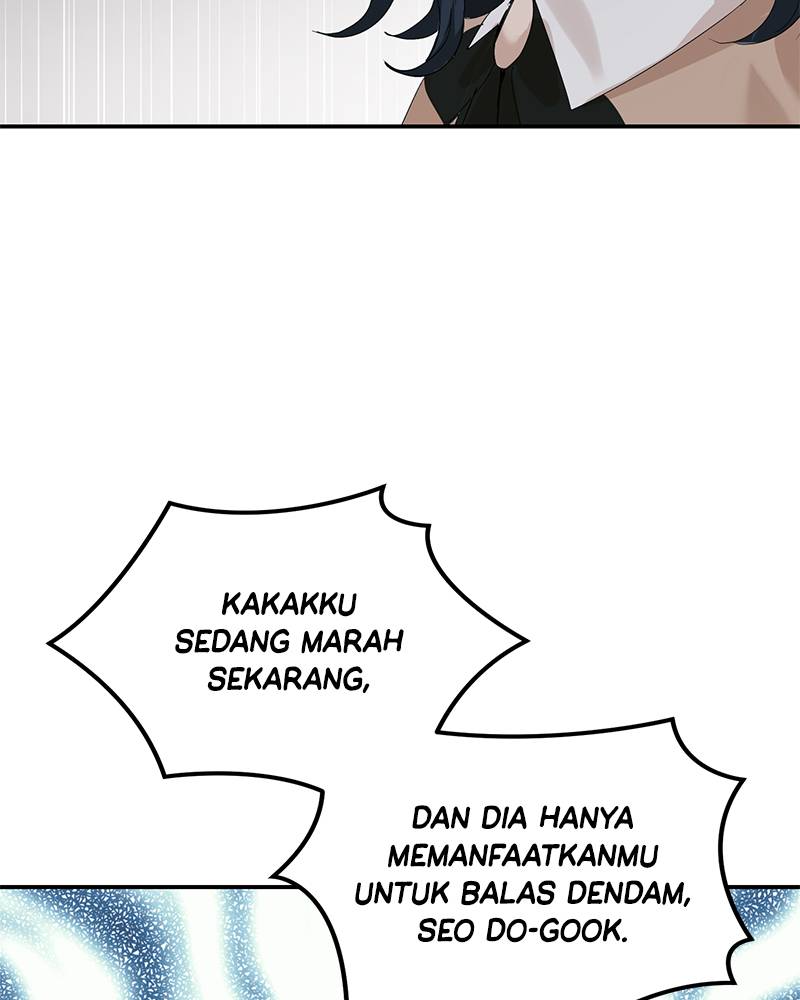 KAKAKKU
SEDANG MARAH
SEKARANG,
DAN DIA HANYA
MEMANFAATKANMU
UNTUK BALAS DENDAM,
SEO DO-GOOK.